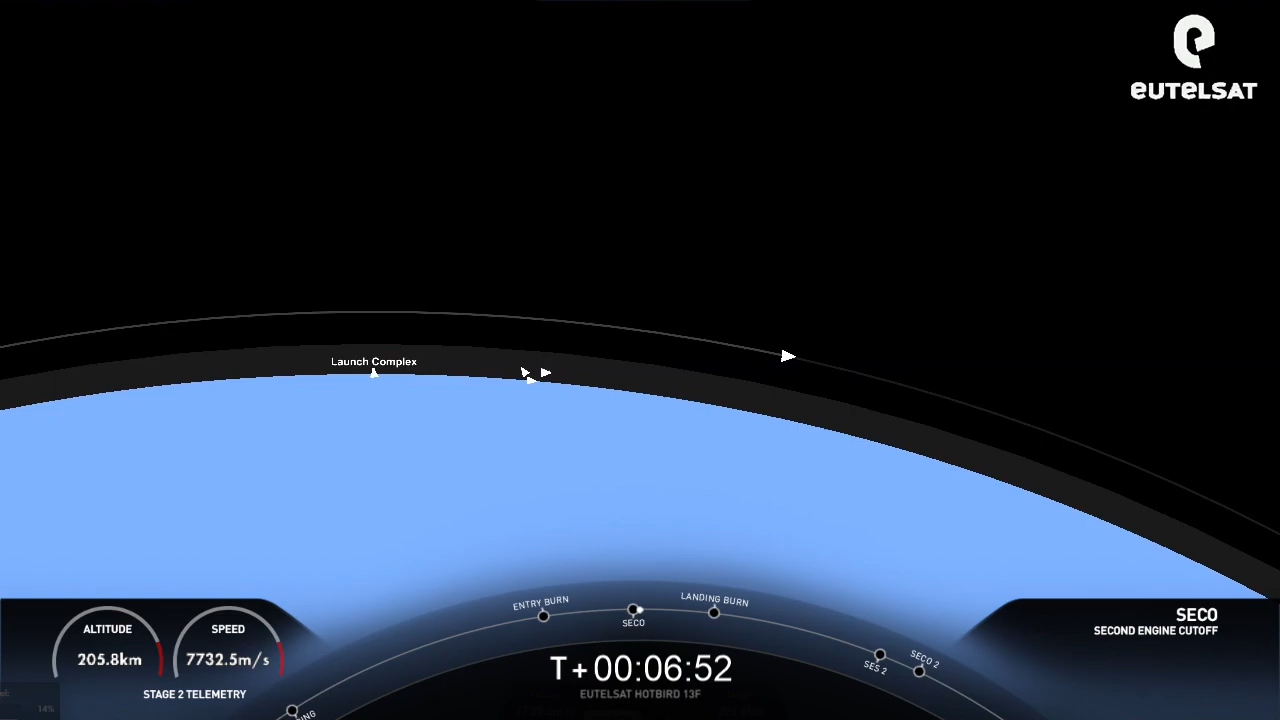 eUTELSAT
Launch Complex
ENTRY BURN
SECO
LANDING BURN
SES 2
SECO 2
ALTITUDE
205.8km
SPEED
7732.5m/s
STAGE 2 TELEMETRY
T+00:06:52
EUTELSAT HOTBIRD 13F
SECO
SECOND ENGINE CUTOFF
14%